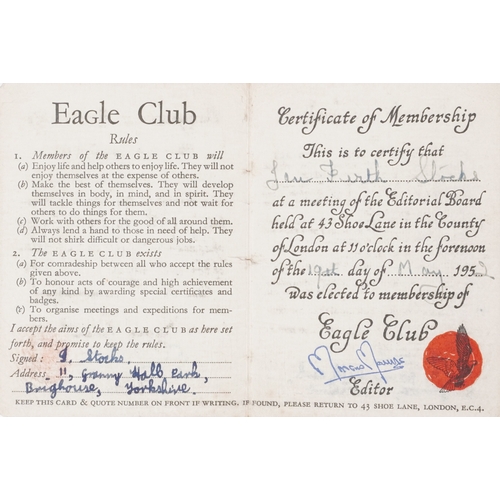 Eagle Club
Rules
1. Members of the EAGLE CLUB will
(a) Enjoy life and help others to enjoy life. They will not
enjoy themselves at the expense of others.
(b) Make the best of themselves. They will develop
themselves in body, in mind, and in spirit. They
will tackle things for themselves and not wait for
others to do things for them.
(c) Work with others for the good of all around them.
(d) Always lend a hand to those in need of help. They
will not shirk difficult or dangerous jobs.
2. The EAGLE CLUB exists
(a) For comradeship between all who accept the rules
given above.
(b) To honour acts of courage and high achievement
of any kind by awarding special certificates and
badges.
(c) To organise meetings and expeditions for mem-
bers.
I accept the aims of the EAGLE CLUB as here set
forth, and promise to keep the rules.
Signed: I. Stocks.
Address 11, Granny Hall Park,
Brighouse, Yorkshire.
KEEP THIS CARD & QUOTE NUMBER ON FRONT IF WRITING. IF FOUND, PLEASE RETURN TO 43 SHOE LANE, LONDON, E.C.4.
Certificate of Membership
This is to certify that
Ian Firth Stocks
at a meeting of the Editorial Board
held at 43 Shoe Lane in the County
of London at 11 o'clock in the forenoon
of the day of May 1952
was elected to membership of
Eagle Club
Editor